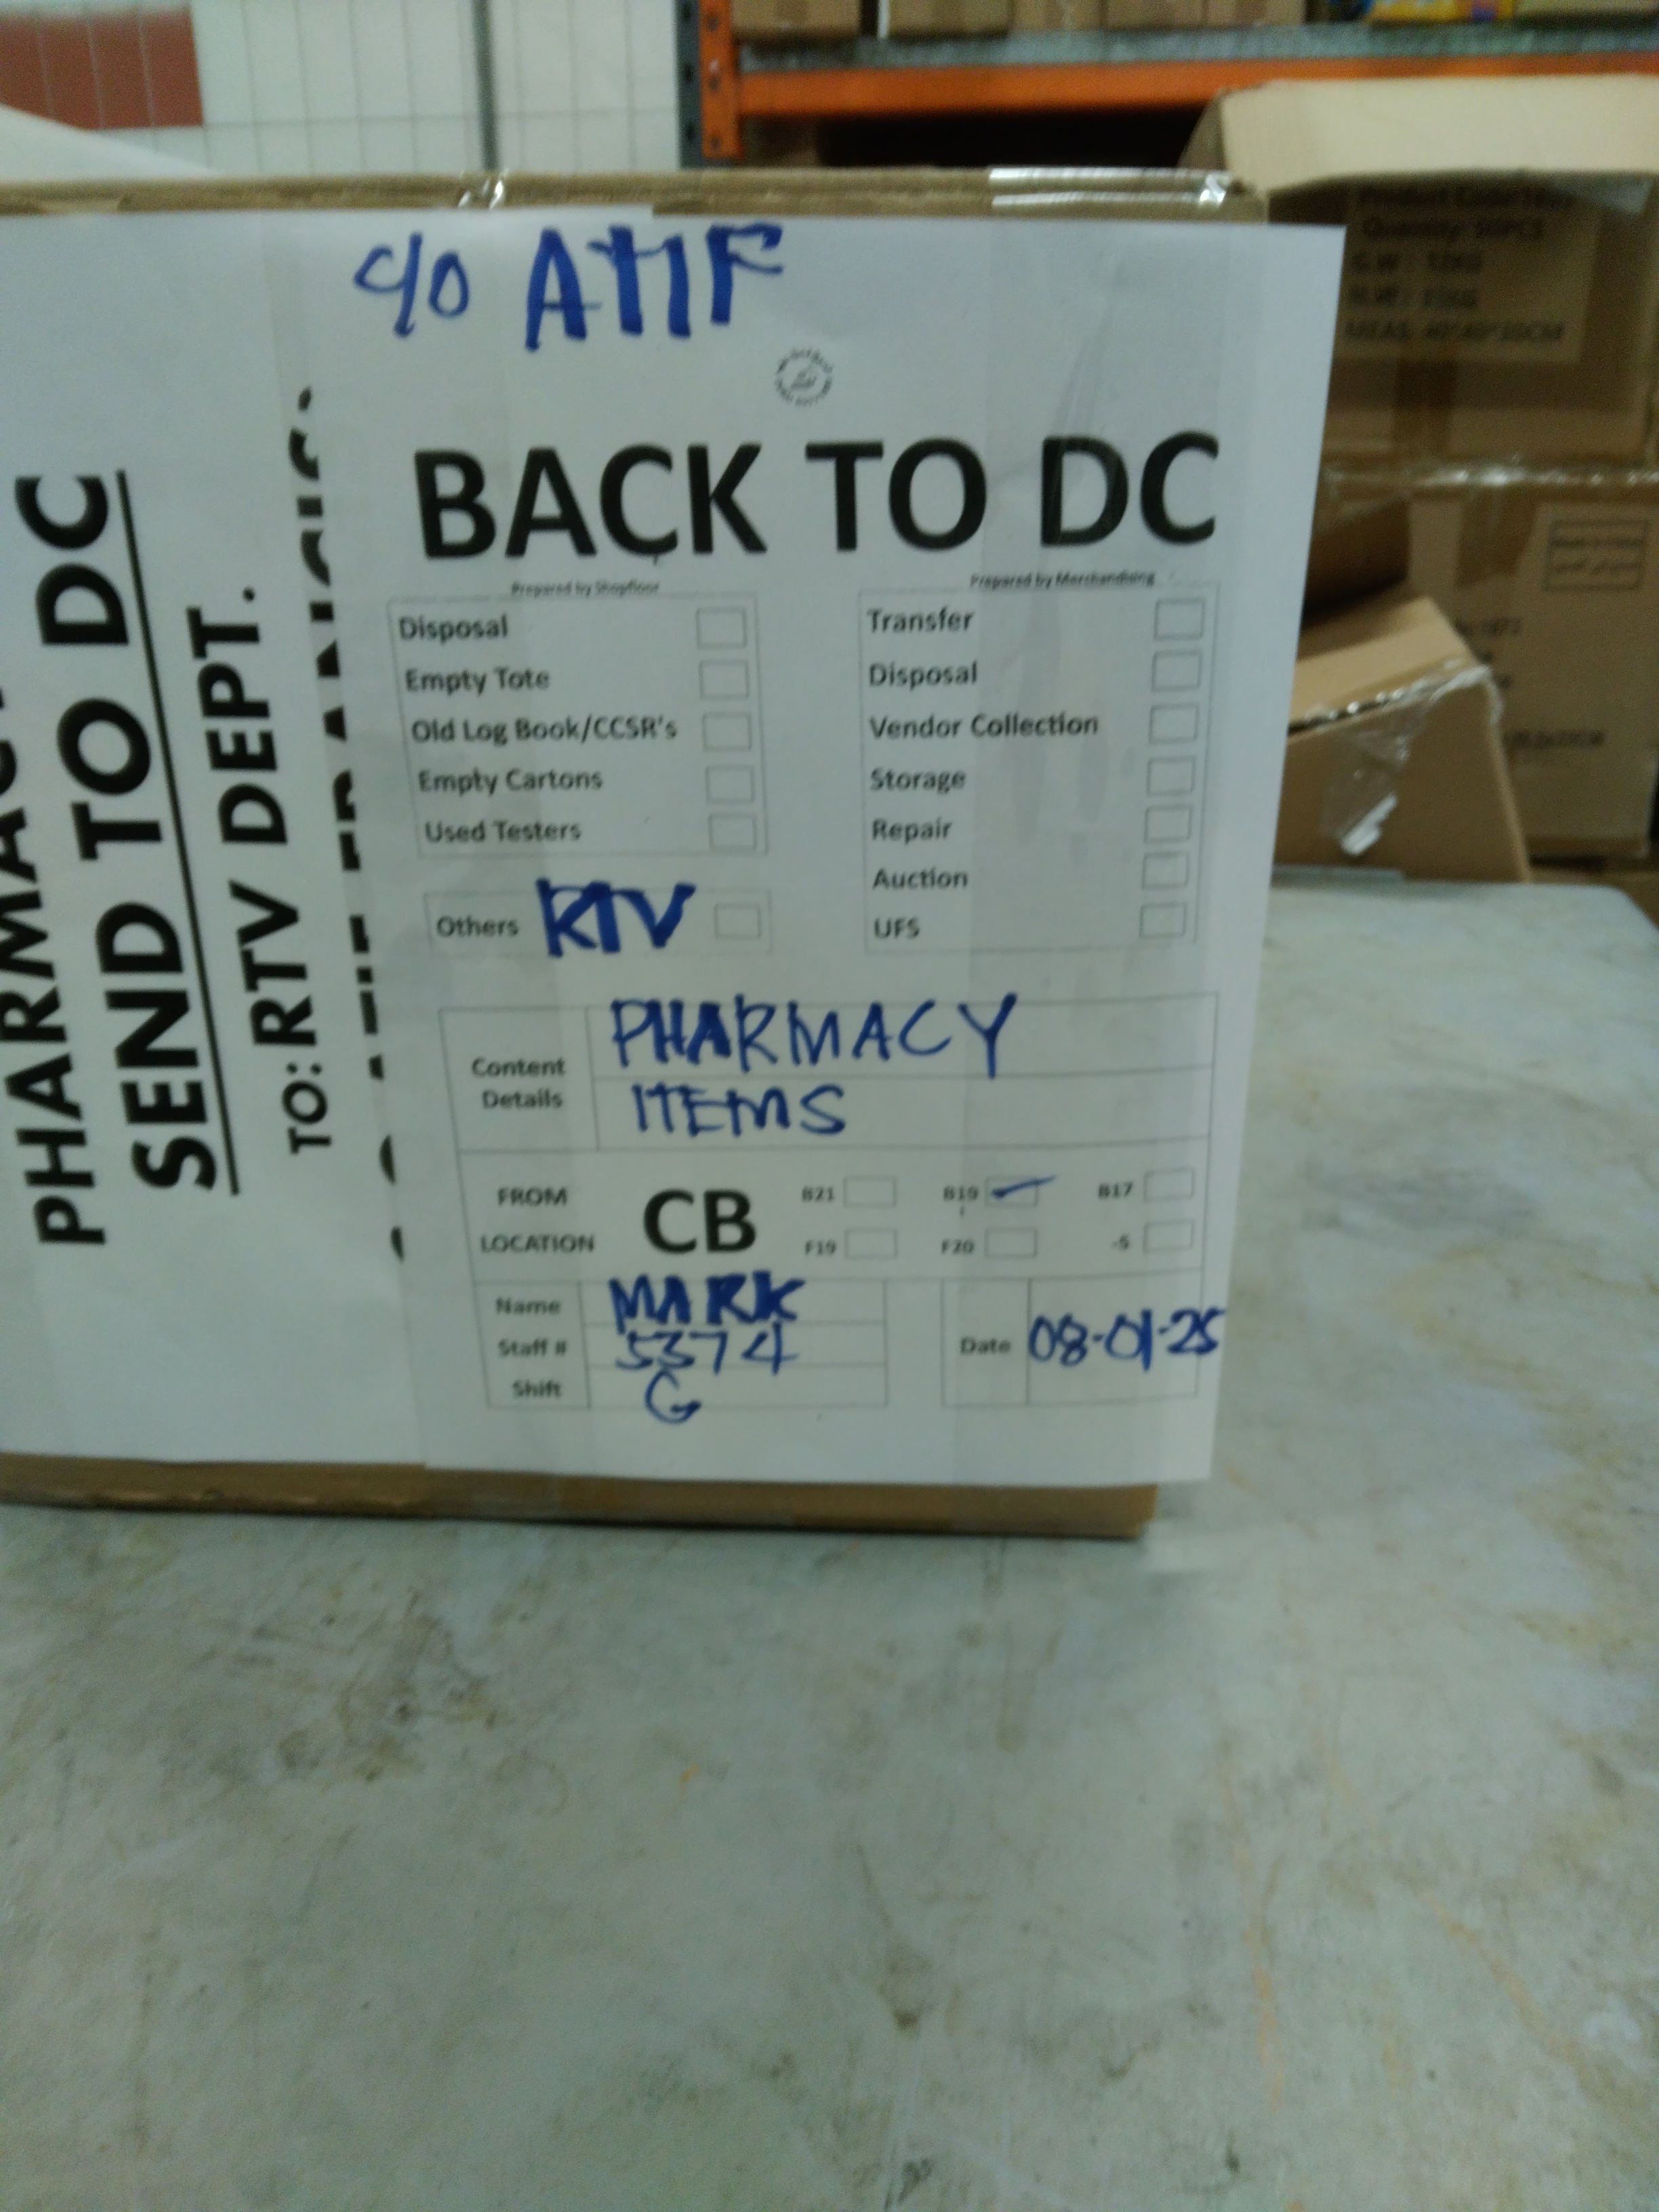 c/o ATIF
BACK TO DC
Prepared by Shopfloor
Disposal
Empty Tote
Old Log Book/CCSR's
Empty Cartons
Used Testers
Others RTV
Prepared by Merchandising
Transfer
Disposal
Vendor Collection
Storage
Repair
Auction
UFS
Content Details
PHARMACY
ITEMS
FROM LOCATION
CB
B21 B19 B17
F19 F20 -5
Name MARK
Staff # 5374
Shift G
Date 08-01-25
SEND TO DC
TO: RTV DEPT.